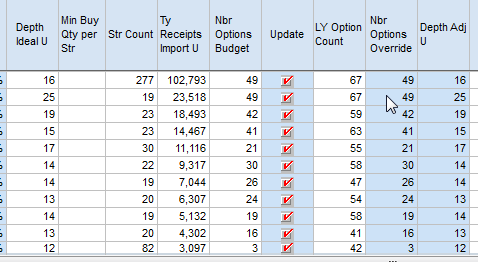 Depth Ideal U | Min Buy Qty per Str | Str Count | Ty Receipts Import U | Nbr Options Budget | Update | LY Option Count | Nbr Options Override | Depth Adj U
% 16 277 102,793 49 67 49 16
% 25 19 23,518 49 67 49 25
% 19 23 18,493 42 59 42 19
% 15 23 14,467 41 63 41 15
% 17 30 11,116 21 55 21 17
% 14 22 9,317 30 58 30 14
% 14 19 7,044 26 47 26 14
% 13 20 6,307 24 54 24 13
% 14 19 5,132 19 58 19 14
% 13 20 4,302 16 41 16 13
% 12 82 3,097 3 42 3 12